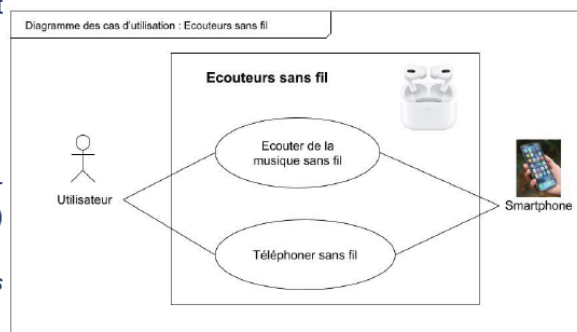 Diagramme des cas d'utilisation : Ecouteurs sans fil
Ecouteurs sans fil
Ecouter de la
musique sans fil
Utilisateur
Smartphone
Téléphoner sans fil